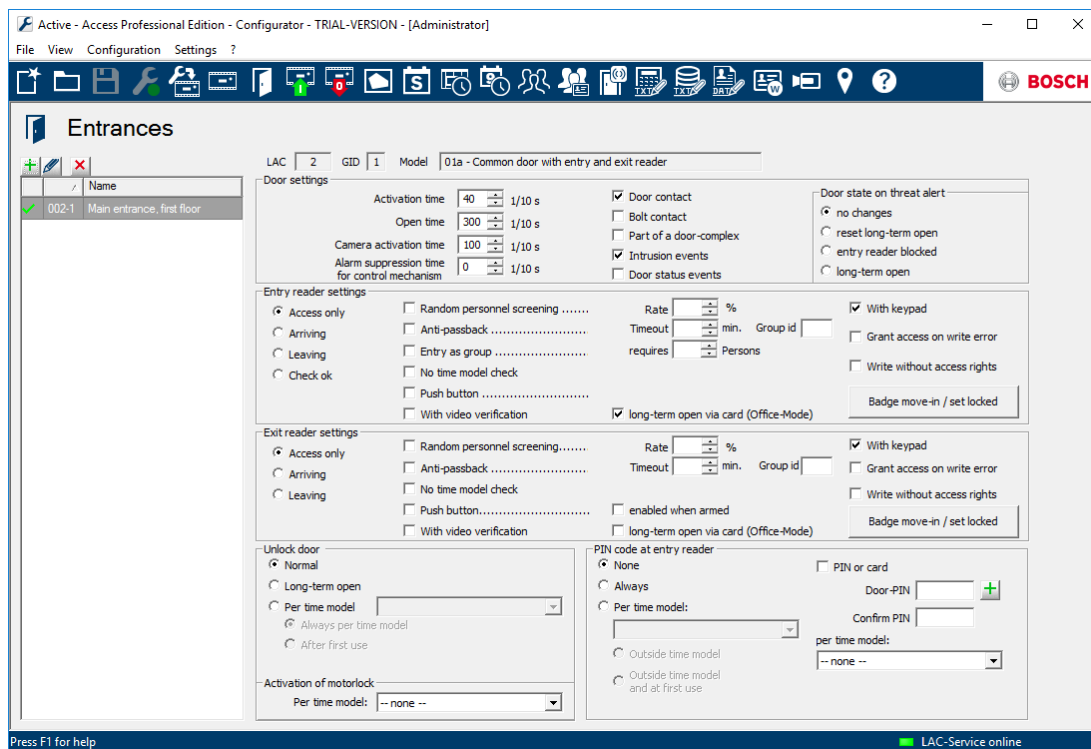 Active - Access Professional Edition - Configurator - TRIAL-VERSION - [Administrator]
File View Configuration Settings ?
S 9 TXT TXT DATA W ? BOSCH
Entrances
LAC 2 GID 1 Model 01a - Common door with entry and exit reader
Name
002-1 Main entrance, first floor
Door settings
Activation time 40 1/10 s
Open time 300 1/10 s
Camera activation time 100 1/10 s
Alarm suppression time
for control mechanism 0 1/10 s
Door contact
Bolt contact
Part of a door-complex
Intrusion events
Door status events
Door state on threat alert
no changes
reset long-term open
entry reader blocked
long-term open
Entry reader settings
Access only
Arriving
Leaving
Check ok
Random personnel screening ....... Rate %
Anti-passback ........................ Timeout min. Group id
Entry as group ....................... requires Persons
No time model check
Push button ..........................
With video verification
long-term open via card (Office-Mode)
With keypad
Grant access on write error
Write without access rights
Badge move-in / set locked
Exit reader settings
Access only
Arriving
Leaving
Random personnel screening....... Rate %
Anti-passback ........................ Timeout min. Group id
No time model check
Push button...........................
With video verification
enabled when armed
long-term open via card (Office-Mode)
With keypad
Grant access on write error
Write without access rights
Badge move-in / set locked
Unlock door
Normal
Long-term open
Per time model
Always per time model
After first use
Activation of motorlock
Per time model: -- none --
PIN code at entry reader
None
Always
Per time model:
Outside time model
Outside time model
and at first use
PIN or card
Door-PIN
Confirm PIN
per time model:
-- none --
Press F1 for help
LAC-Service online